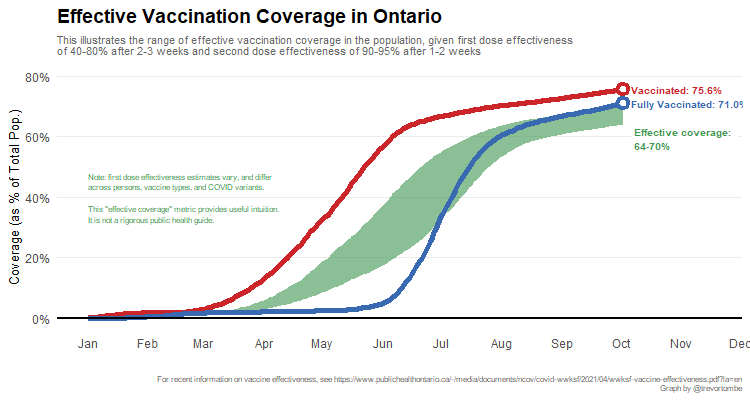 Effective Vaccination Coverage in Ontario
This illustrates the range of effective vaccination coverage in the population, given first dose effectiveness
of 40-80% after 2-3 weeks and second dose effectiveness of 90-95% after 1-2 weeks
80%
Vaccinated: 75.6%
Fully Vaccinated: 71.0%
Effective coverage:
64-70%
60%
Note: first dose effectiveness estimates vary, and differ
across persons, vaccine types, and COVID variants.
40%
This "effective coverage" metric provides useful intuition.
It is not a rigorous public health guide.
20%
0%
Coverage (as % of Total Pop.)
Jan Feb Mar Apr May Jun Jul Aug Sep Oct Nov Dec
For recent information on vaccine effectiveness, see https://www.publichealthontario.ca/-/media/documents/ncov/covid-wwksf/2021/04/wwksf-vaccine-effectiveness.pdf?la=en
Graph by @trevortombe